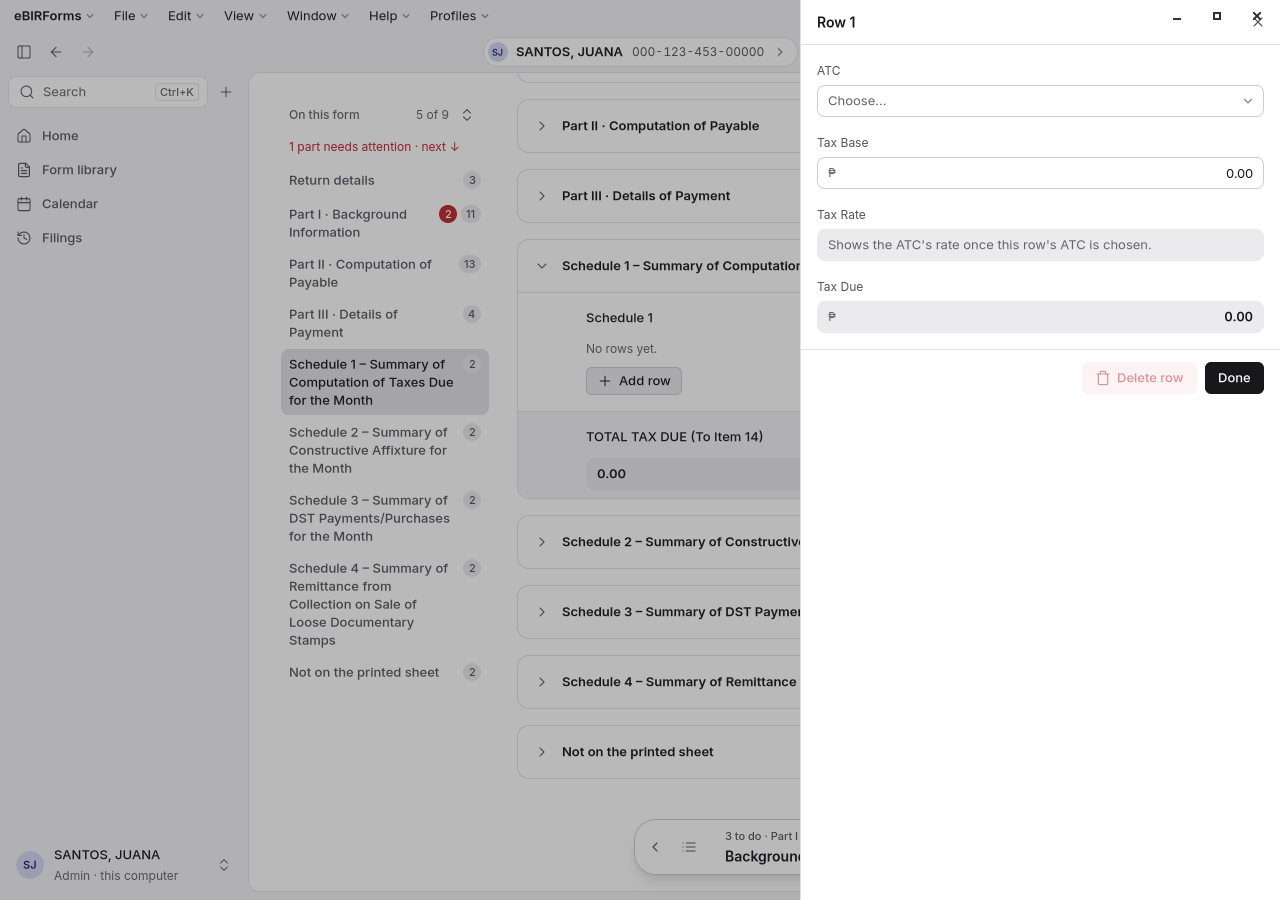 eBIRForms File Edit View Window Help Profiles
SJ SANTOS, JUANA 000-123-453-00000
Search Ctrl+K
Home
Form library
Calendar
Filings
SJ SANTOS, JUANA
Admin · this computer
On this form 5 of 9
1 part needs attention · next ↓
Return details 3
Part I · Background 2 11
Information
Part II · Computation of 13
Payable
Part III · Details of 4
Payment
Schedule 1 – Summary of 2
Computation of Taxes Due
for the Month
Schedule 2 – Summary of 2
Constructive Affixture for
the Month
Schedule 3 – Summary of 2
DST Payments/Purchases
for the Month
Schedule 4 – Summary of 2
Remittance from
Collection on Sale of
Loose Documentary
Stamps
Not on the printed sheet 2
Part II · Computation of Payable
Part III · Details of Payment
Schedule 1 – Summary of Computation
Schedule 1
No rows yet.
Add row
TOTAL TAX DUE (To Item 14)
0.00
Schedule 2 – Summary of Constructive
Schedule 3 – Summary of DST
Schedule 4 – Summary of Remittance
Not on the printed sheet
3 to do · Part I
Row 1
ATC
Choose...
Tax Base
₱ 0.00
Tax Rate
Shows the ATC's rate once this row's ATC is chosen.
Tax Due
₱ 0.00
Delete row Done